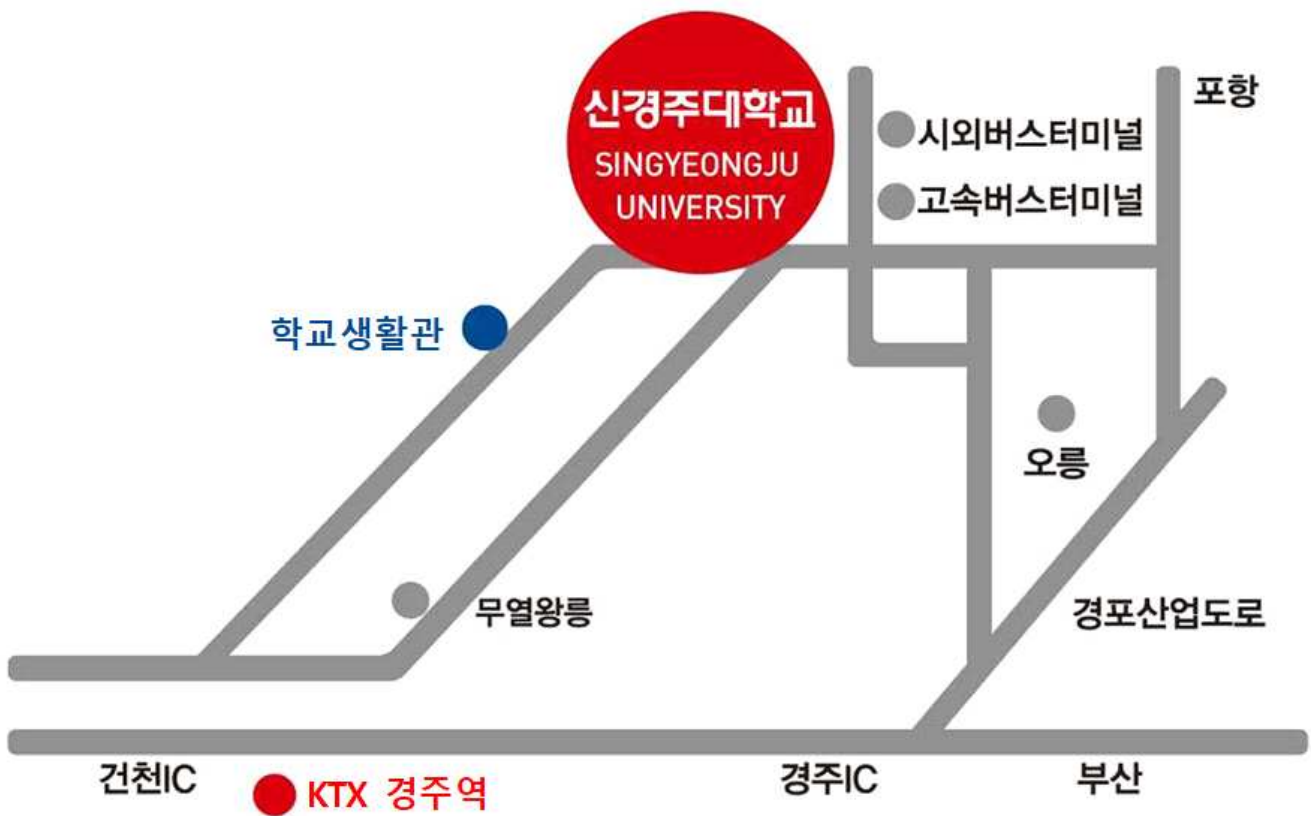 신경주대학교
SINGYEONGJU
UNIVERSITY
포항
시외버스터미널
고속버스터미널
학교생활관
오릉
무열왕릉
경포산업도로
건천IC
KTX 경주역
경주IC
부산